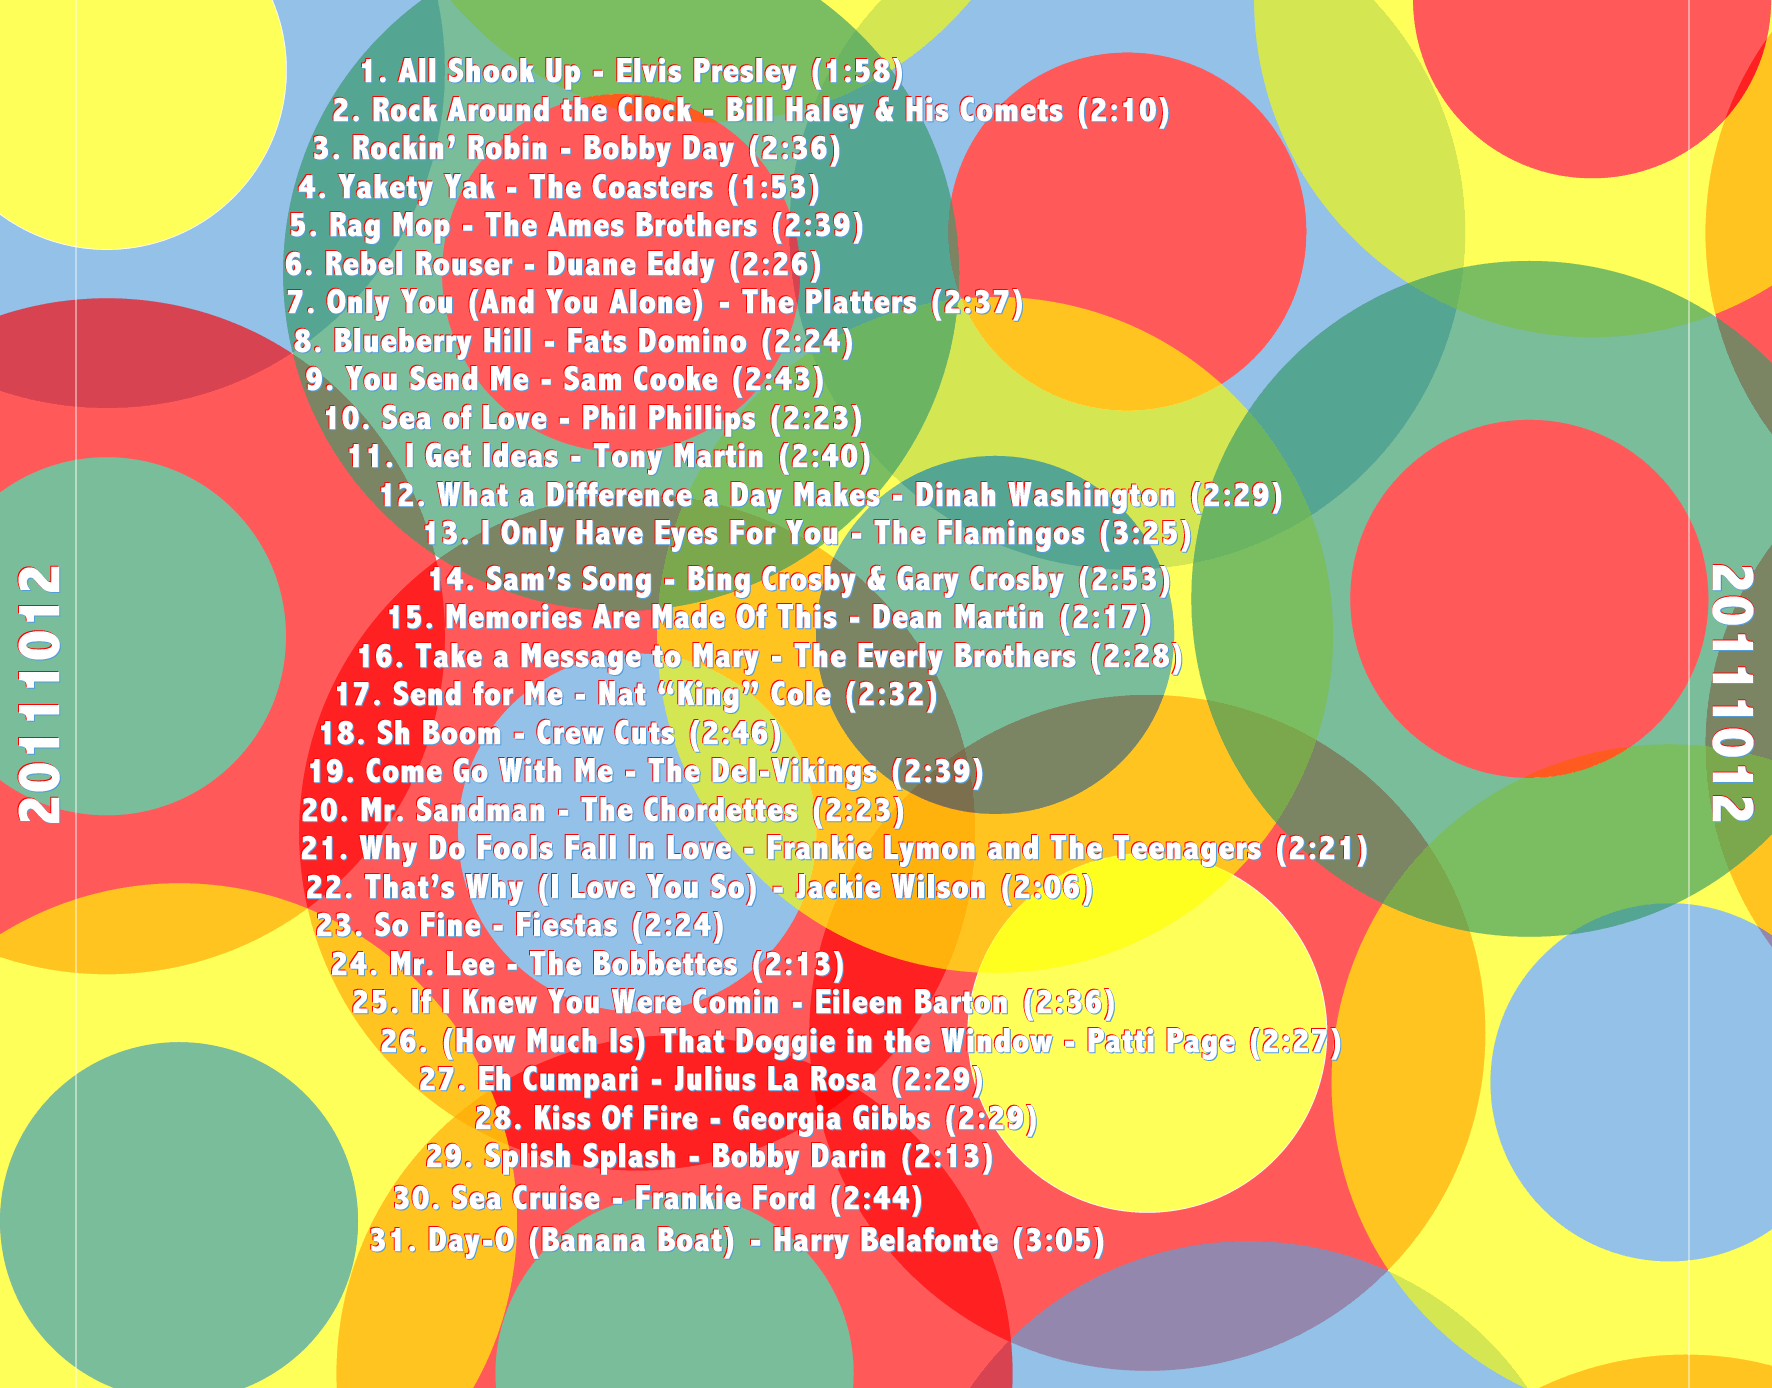 1. All Shook Up - Elvis Presley (1:58)
2. Rock Around the Clock - Bill Haley & His Comets (2:10)
3. Rockin’ Robin - Bobby Day (2:36)
4. Yakety Yak - The Coasters (1:53)
5. Rag Mop - The Ames Brothers (2:39)
6. Rebel Rouser - Duane Eddy (2:26)
7. Only You (And You Alone) - The Platters (2:37)
8. Blueberry Hill - Fats Domino (2:24)
9. You Send Me - Sam Cooke (2:43)
10. Sea of Love - Phil Phillips (2:23)
11. I Get Ideas - Tony Martin (2:40)
12. What a Difference a Day Makes - Dinah Washington (2:29)
13. I Only Have Eyes For You - The Flamingos (3:25)
14. Sam’s Song - Bing Crosby & Gary Crosby (2:53)
15. Memories Are Made Of This - Dean Martin (2:17)
16. Take a Message to Mary - The Everly Brothers (2:28)
17. Send for Me - Nat “King” Cole (2:32)
18. Sh Boom - Crew Cuts (2:46)
19. Come Go With Me - The Del-Vikings (2:39)
20. Mr. Sandman - The Chordettes (2:23)
21. Why Do Fools Fall In Love - Frankie Lymon and The Teenagers (2:21)
22. That’s Why (I Love You So) - Jackie Wilson (2:06)
23. So Fine - Fiestas (2:24)
24. Mr. Lee - The Bobbettes (2:13)
25. If I Knew You Were Comin - Eileen Barton (2:36)
26. (How Much Is) That Doggie in the Window - Patti Page (2:27)
27. Eh Cumpari - Julius La Rosa (2:29)
28. Kiss Of Fire - Georgia Gibbs (2:29)
29. Splish Splash - Bobby Darin (2:13)
30. Sea Cruise - Frankie Ford (2:44)
31. Day-O (Banana Boat) - Harry Belafonte (3:05)
20111012
20111012